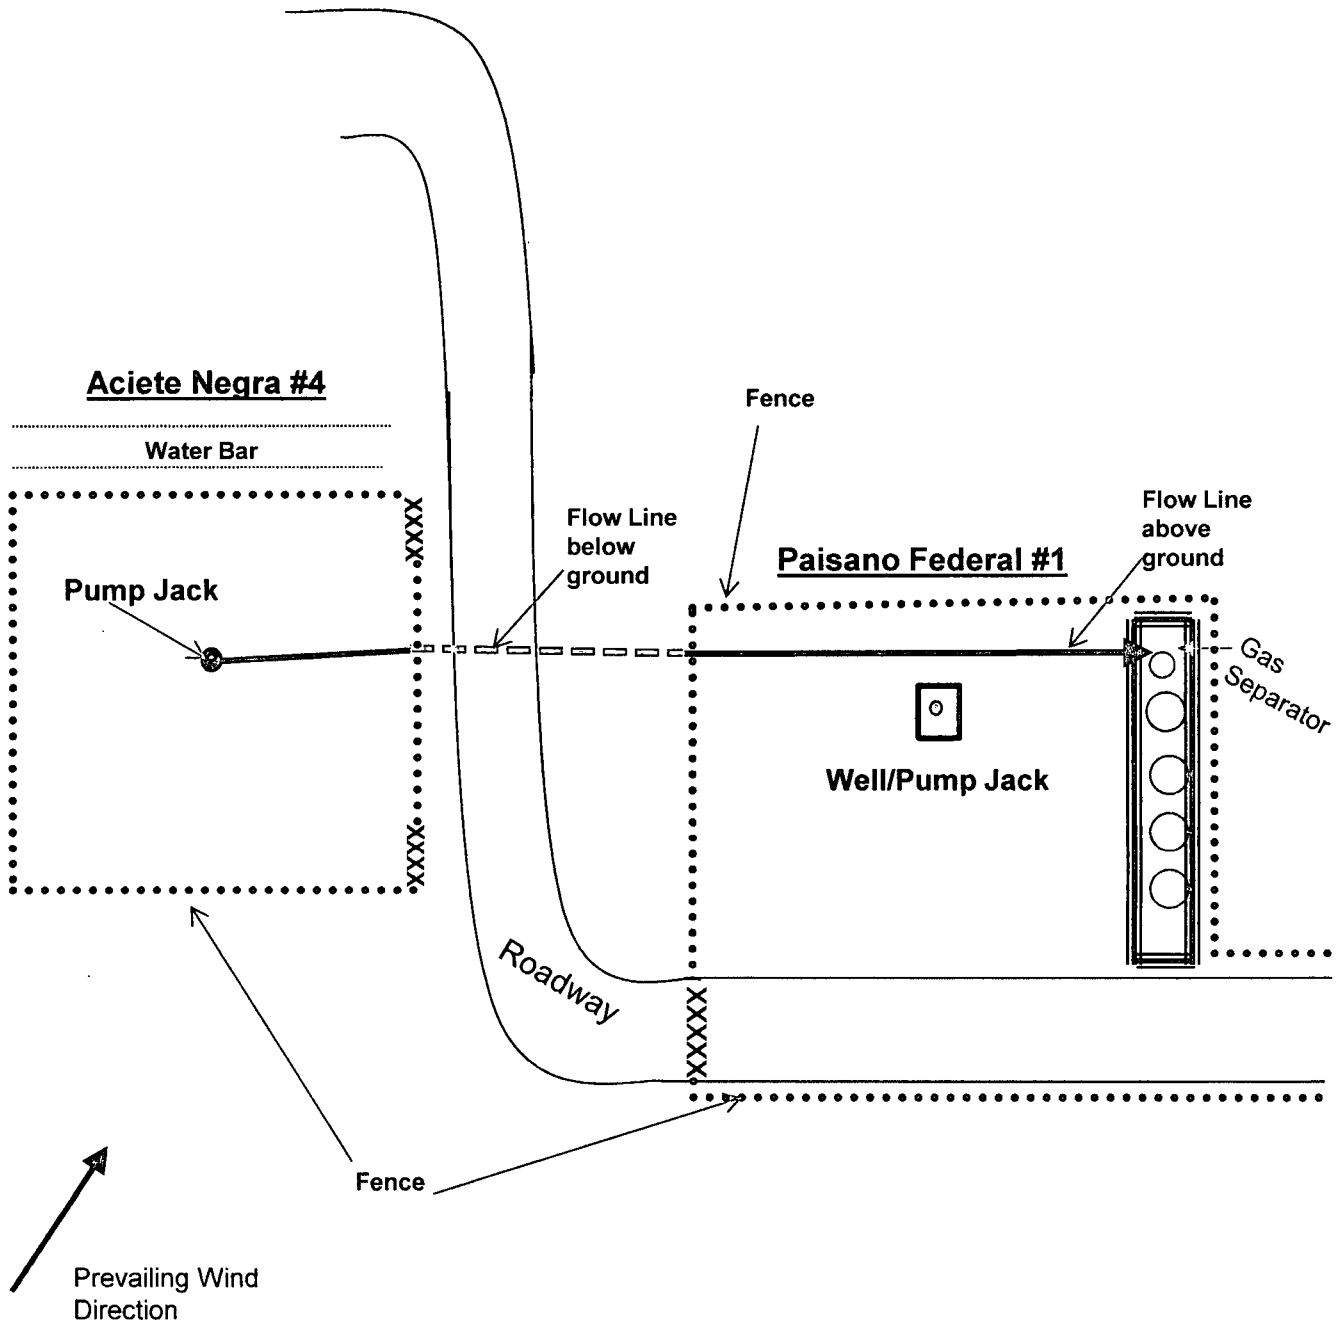 Aciete Negra #4
Water Bar
Fence
Flow Line
below
ground
Flow Line
above
ground
Paisano Federal #1
Pump Jack
Gas
Separator
Well/Pump Jack
Roadway
Fence
Prevailing Wind
Direction